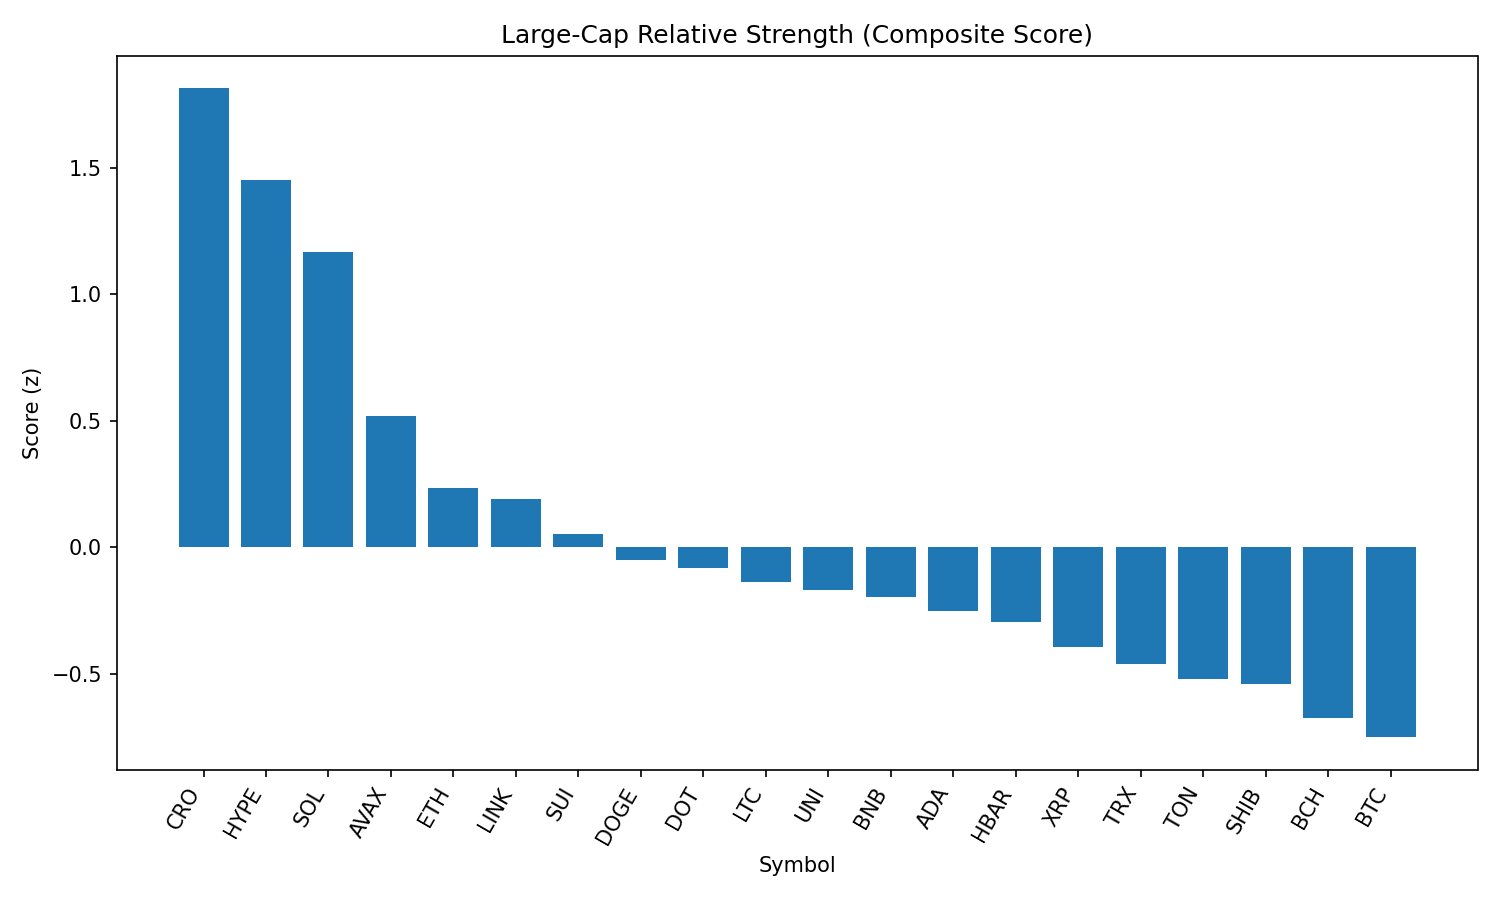 Large-Cap Relative Strength (Composite Score)
Score (z)
1.5
1.0
0.5
0.0
−0.5
CRO
HYPE
SOL
AVAX
ETH
LINK
SUI
DOGE
DOT
LTC
UNI
BNB
ADA
HBAR
XRP
TRX
TON
SHIB
BCH
BTC
Symbol